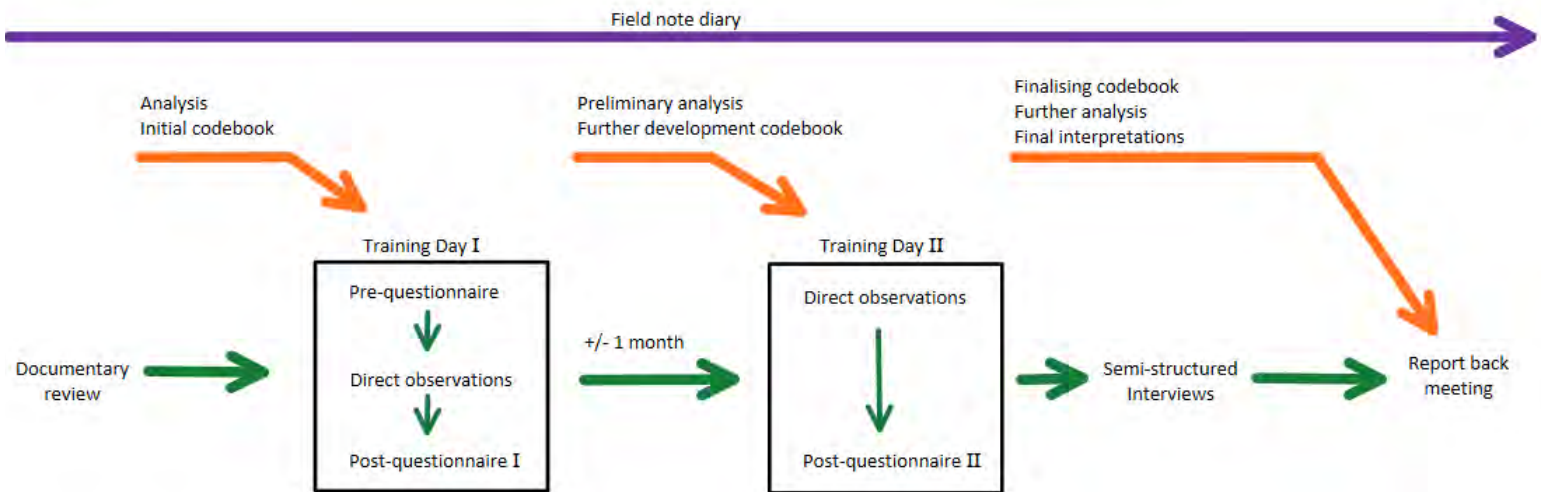 Field note diary
Analysis
Initial codebook
Preliminary analysis
Further development codebook
Finalising codebook
Further analysis
Final interpretations
Documentary
review
Training Day I
Pre-questionnaire
Direct observations
Post-questionnaire I
+/- 1 month
Training Day II
Direct observations
Post-questionnaire II
Semi-structured
Interviews
Report back
meeting